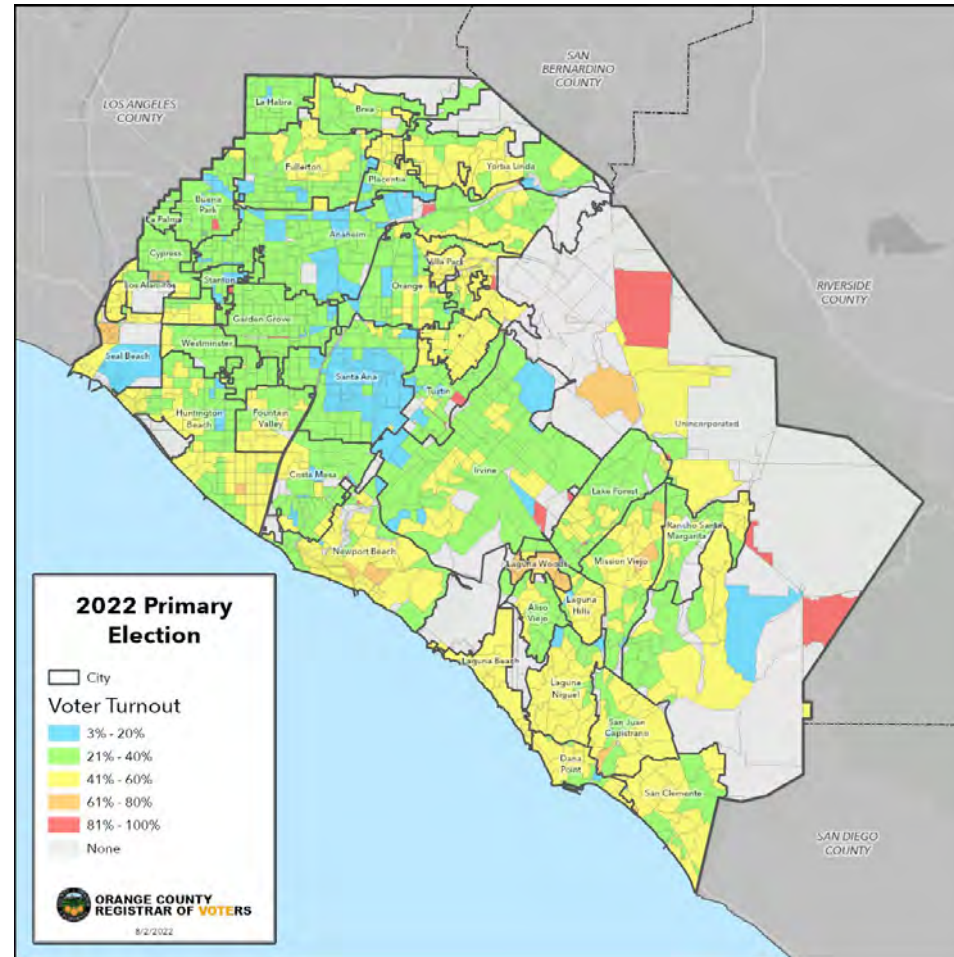 SAN
BERNARDINO
COUNTY
LOS ANGELES
COUNTY
La Habra
Brea
Fullerton
Yorba Linda
Placentia
Buena
Park
La Palma
Anaheim
Cypress
Villa Park
Stanton
Orange
Los Alamitos
RIVERSIDE
COUNTY
Garden Grove
Westminster
Seal Beach
Santa Ana
Tustin
Huntington
Beach
Fountain
Valley
Unincorporated
Costa Mesa
Irvine
Lake Forest
Rancho Santa
Margarita
Newport Beach
Laguna Woods
Mission Viejo
Laguna
Hills
Aliso
Viejo
Laguna Beach
Laguna
Niguel
San Juan
Capistrano
Dana
Point
San Clemente
SAN DIEGO
COUNTY
2022 Primary
Election
City
Voter Turnout
3% - 20%
21% - 40%
41% - 60%
61% - 80%
81% - 100%
None
ORANGE COUNTY
REGISTRAR OF VOTERS
8/2/2022